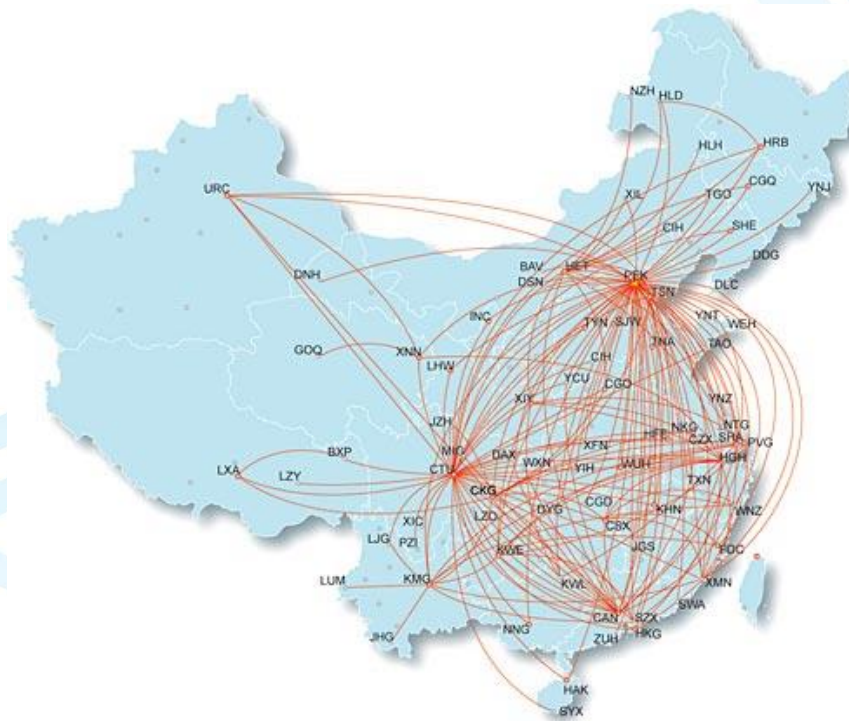 NZH
HLD
HLH
HRB
URC
XIL
TGO
CGQ
YNJ
CIH
SHE
DDG
BAV
HET
PEK
DNH
DSN
TSN
DLC
INC
TYN
SJW
YNT
WEH
GOQ
XNN
LHW
CIH
TNA
TAO
YCU
CGO
XIY
YNZ
JZH
NTG
NKG
HFE
CZX
SHA
PVG
BXP
MIG
DAX
XFN
LXA
LZY
CTU
WXN
YIH
WUH
HGH
CKG
TXN
CGD
LZO
DYG
KHN
WNZ
XIC
CSX
LJG
PZI
KWE
JGS
FOC
LUM
KMG
KWL
XMN
SWA
CAN
SZX
JHG
NNG
ZUH
HKG
HAK
SYX